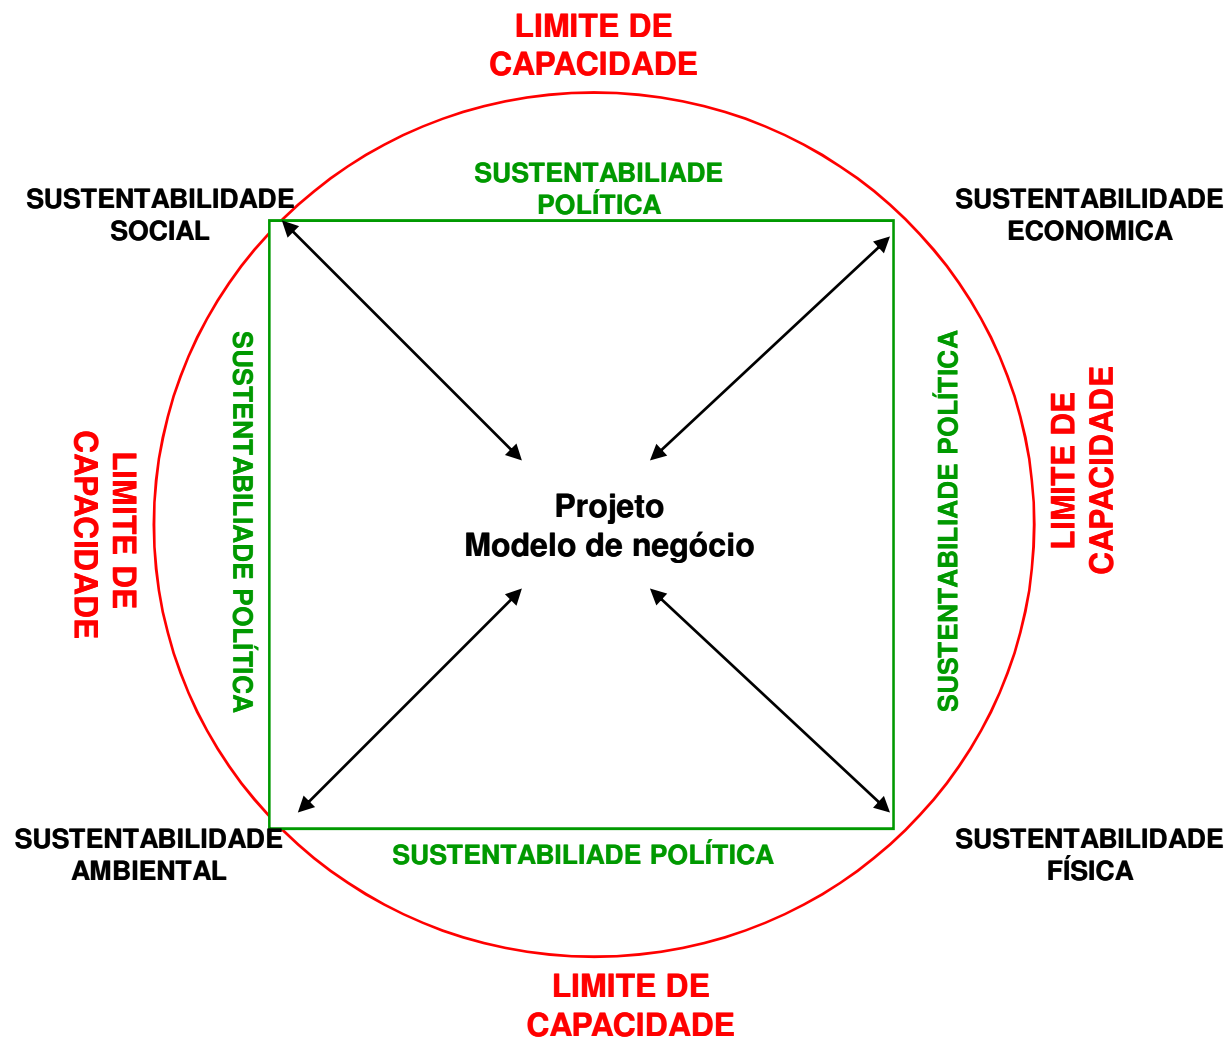 LIMITE DE
CAPACIDADE
SUSTENTABILIADE
POLÍTICA
SUSTENTABILIDADE
SOCIAL
SUSTENTABILIDADE
ECONOMICA
SUSTENTABILIADE POLÍTICA
LIMITE DE
CAPACIDADE
Projeto
Modelo de negócio
SUSTENTABILIADE POLÍTICA
LIMITE DE
CAPACIDADE
SUSTENTABILIDADE
AMBIENTAL
SUSTENTABILIADE POLÍTICA
SUSTENTABILIDADE
FÍSICA
LIMITE DE
CAPACIDADE